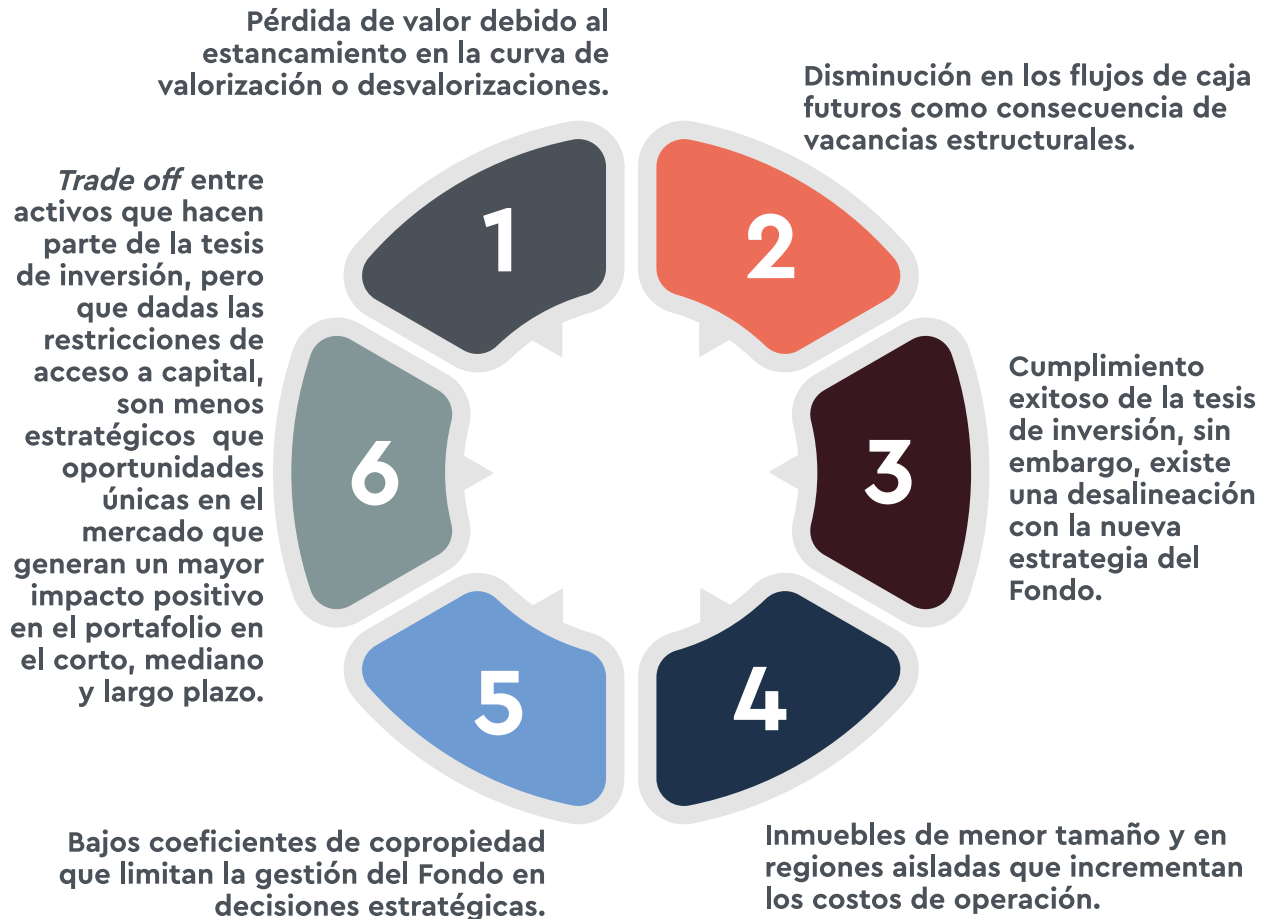 Pérdida de valor debido al
estancamiento en la curva de
valorización o desvalorizaciones.
1
Disminución en los flujos de caja
futuros como consecuencia de
vacancias estructurales.
2
Cumplimiento
exitoso de la tesis
de inversión, sin
embargo, existe
una desalineación
con la nueva
estrategia del
Fondo.
3
Inmuebles de menor tamaño y en
regiones aisladas que incrementan
los costos de operación.
4
Bajos coeficientes de copropiedad
que limitan la gestión del Fondo en
decisiones estratégicas.
5
Trade off entre
activos que hacen
parte de la tesis
de inversión, pero
que dadas las
restricciones de
acceso a capital,
son menos
estratégicos que
oportunidades
únicas en el
mercado que
generan un mayor
impacto positivo
en el portafolio en
el corto, mediano
y largo plazo.
6